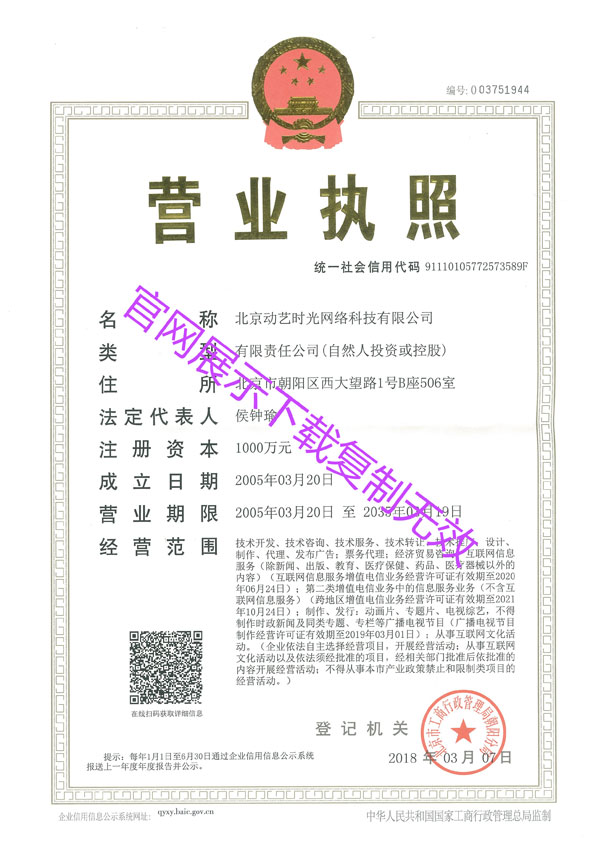 编号:003751944
营业执照
统一社会信用代码 91110105772573589F
名称 北京动艺时光网络科技有限公司
类型 有限责任公司(自然人投资或控股)
住所 北京市朝阳区西大望路1号B座506室
法定代表人 侯钟瑜
注册资本 1000万元
成立日期 2005年03月20日
营业期限 2005年03月20日 至 2035年03月19日
经营范围 技术开发、技术咨询、技术服务、技术转让、技术推广;设计、
制作、代理、发布广告;票务代理;经济贸易咨询;互联网信息
服务(除新闻、出版、教育、医疗保健、药品、医疗器械以外的
内容)(互联网信息服务增值电信业务经营许可证有效期至2020
年06月24日);第二类增值电信业务中的信息服务业务(不含互
联网信息服务)(跨地区增值电信业务经营许可证有效期至2021
年10月24日);制作、发行:动画片、专题片、电视综艺,不得
制作时政新闻及同类专题、专栏等广播电视节目(广播电视节目
制作经营许可证有效期至2019年03月01日);从事互联网文化活
动。(企业依法自主选择经营项目,开展经营活动;从事互联网
文化活动以及依法须经批准的项目,经相关部门批准后依批准的
内容开展经营活动;不得从事本市产业政策禁止和限制类项目的
经营活动。)
官网展示下载复制无效
在线扫码获取详细信息
登记机关
北京市工商行政管理局朝阳分局
2018 年 03 月 07 日
提示:每年1月1日至6月30日通过企业信用信息公示系统
报送上一年度年度报告并公示。
企业信用信息公示系统网址: qyxy.baic.gov.cn
中华人民共和国国家工商行政管理总局监制